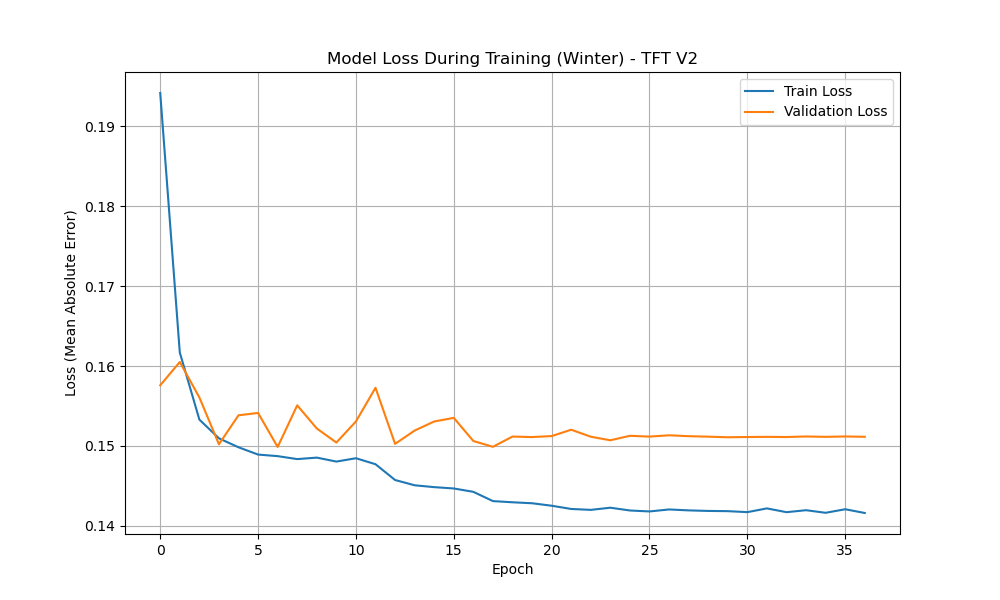 Model Loss During Training (Winter) - TFT V2
Train Loss
Validation Loss
Loss (Mean Absolute Error)
0.19
0.18
0.17
0.16
0.15
0.14
0 5 10 15 20 25 30 35
Epoch